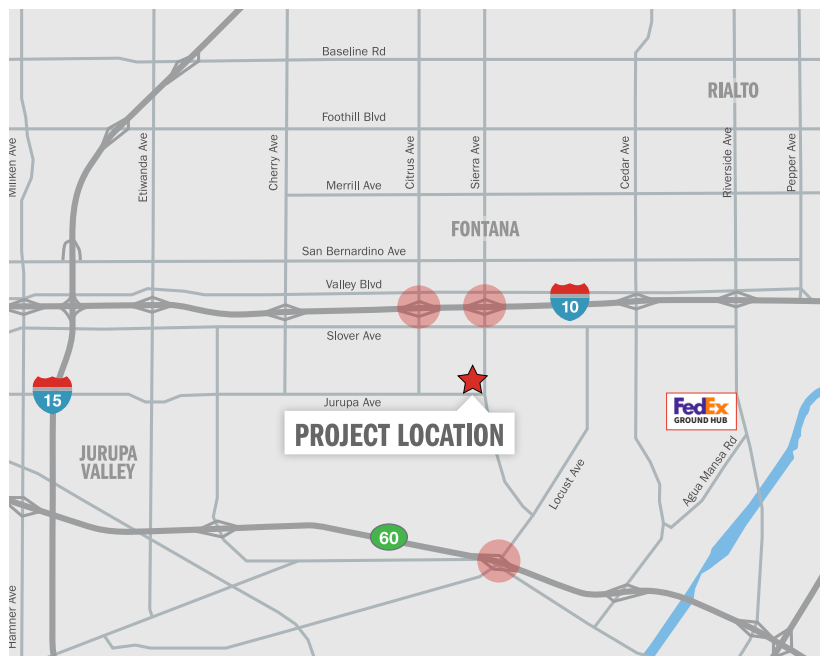 Baseline Rd
RIALTO
Foothill Blvd
Milliken Ave
Etiwanda Ave
Cherry Ave
Citrus Ave
Sierra Ave
Cedar Ave
Riverside Ave
Pepper Ave
Merrill Ave
FONTANA
San Bernardino Ave
Valley Blvd
10
Slover Ave
15
Jurupa Ave
FedEx
GROUND HUB
PROJECT LOCATION
JURUPA
VALLEY
Locust Ave
Agua Mansa Rd
60
Hamner Ave